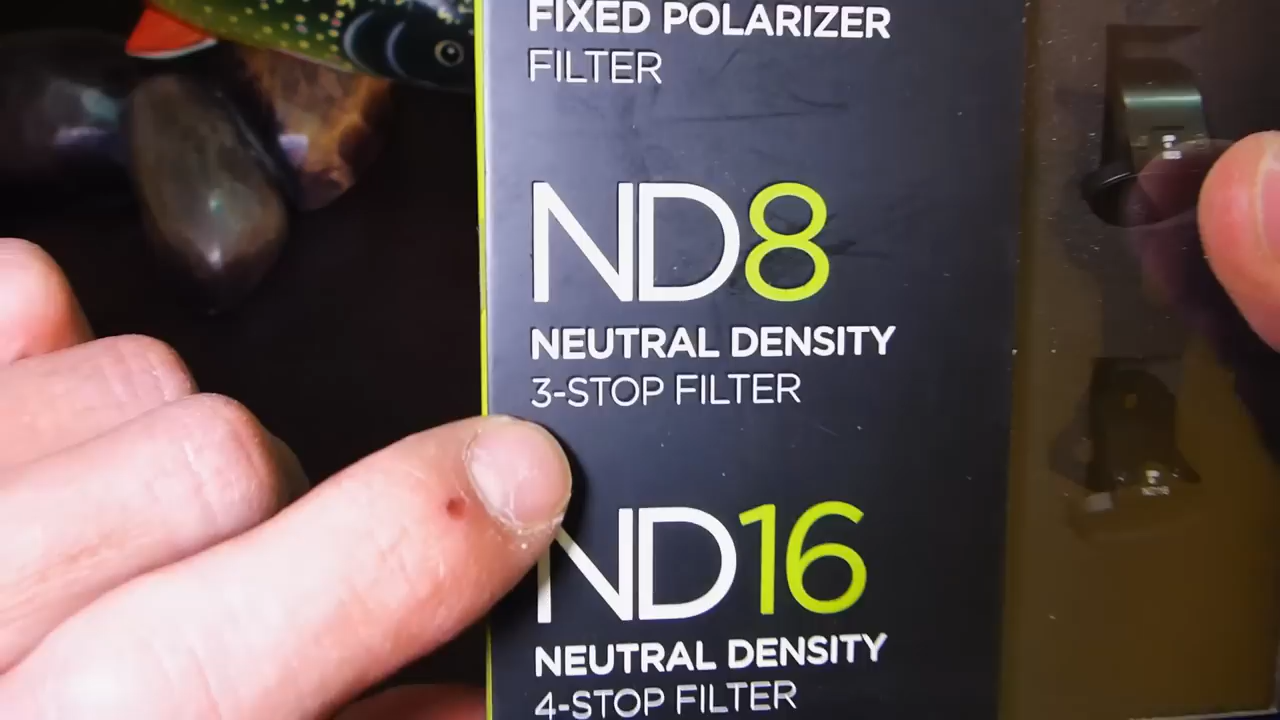 FIXED POLARIZER
FILTER
ND8
NEUTRAL DENSITY
3-STOP FILTER
ND16
NEUTRAL DENSITY
4-STOP FILTER